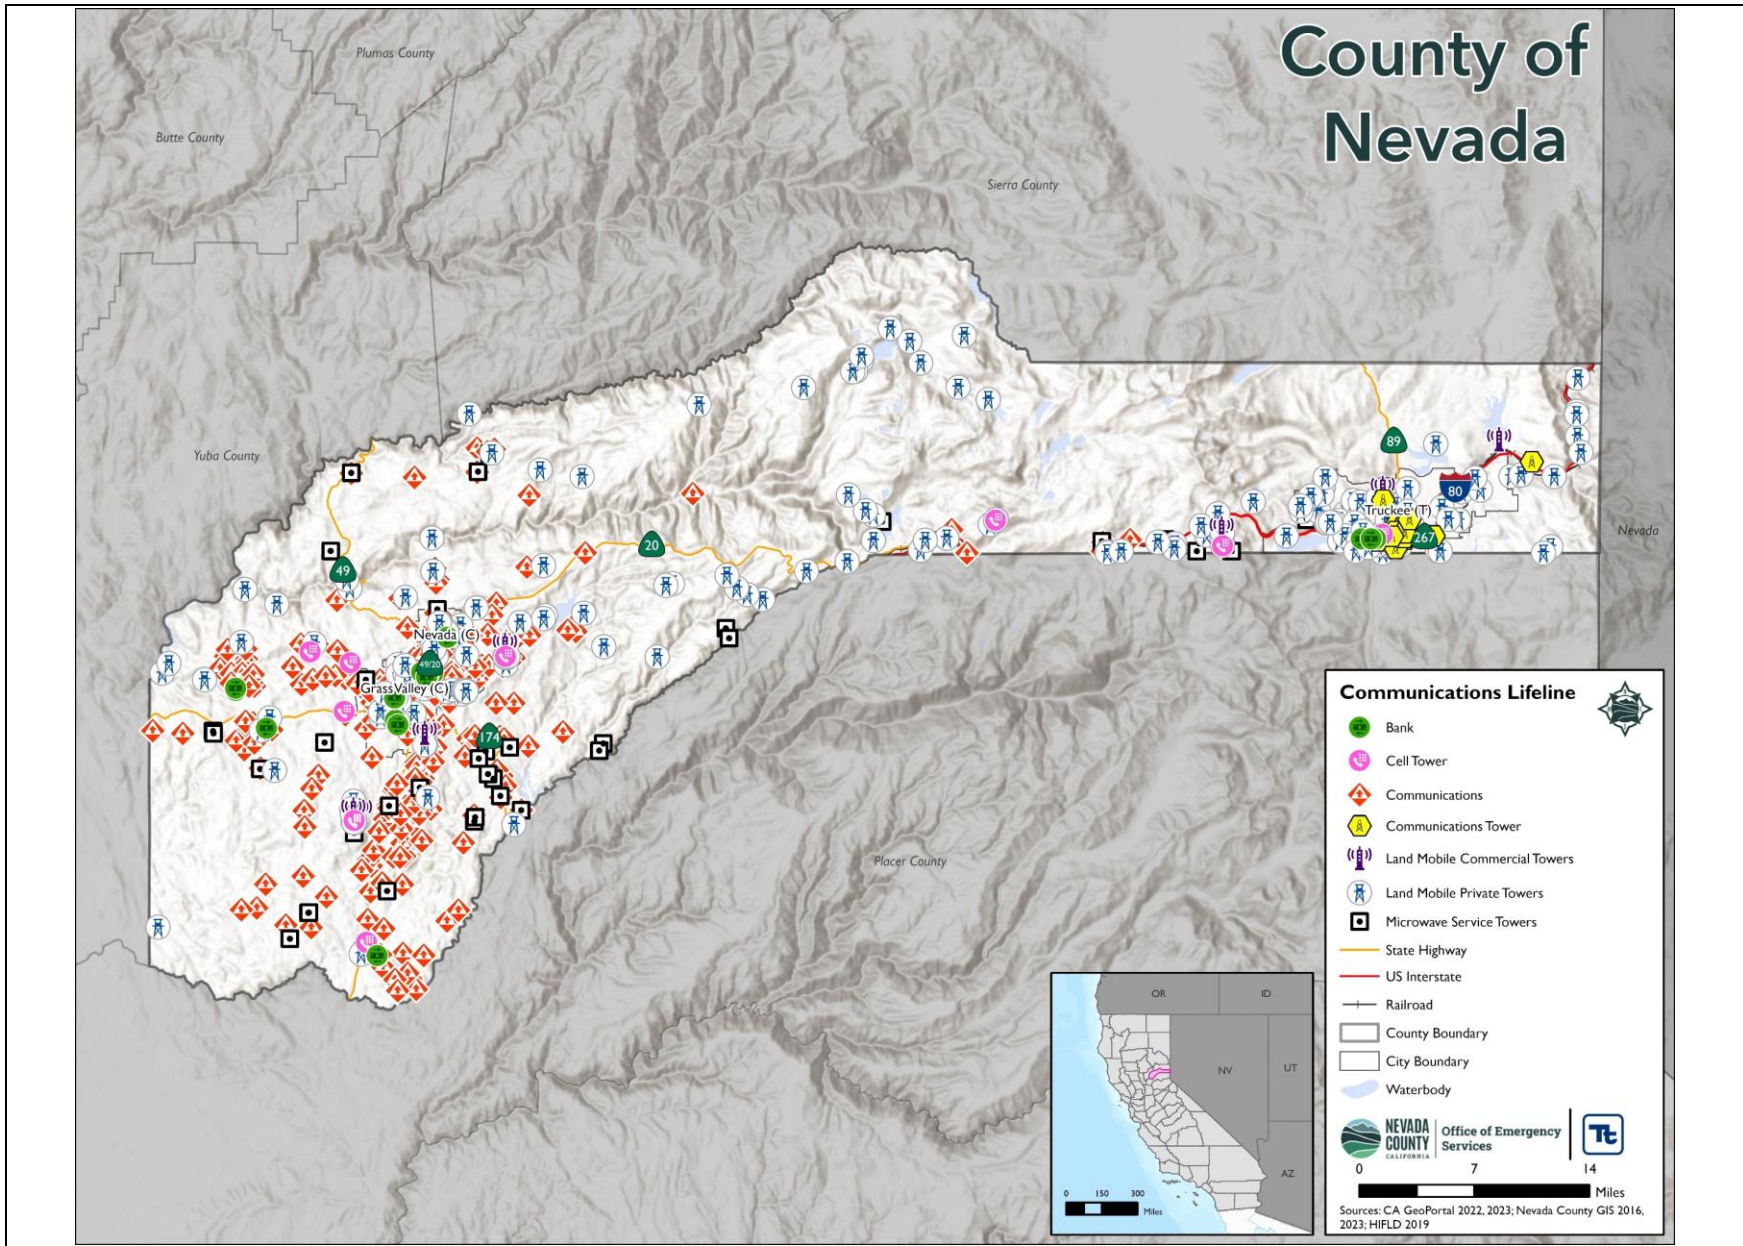 County of
Nevada
Plumas County
Butte County
Sierra County
Yuba County
Nevada
Placer County
89
80
Truckee (T)
267
20
49
Nevada (C)
49/20
Grass Valley (C)
174
Communications Lifeline
Bank
Cell Tower
Communications
Communications Tower
Land Mobile Commercial Towers
Land Mobile Private Towers
Microwave Service Towers
State Highway
US Interstate
Railroad
County Boundary
City Boundary
Waterbody
NEVADA
COUNTY
CALIFORNIA
Office of Emergency
Services
Tt
0 7 14
Miles
Sources: CA GeoPortal 2022, 2023; Nevada County GIS 2016,
2023; HIFLD 2019
OR
ID
NV
UT
AZ
0 150 300
Miles